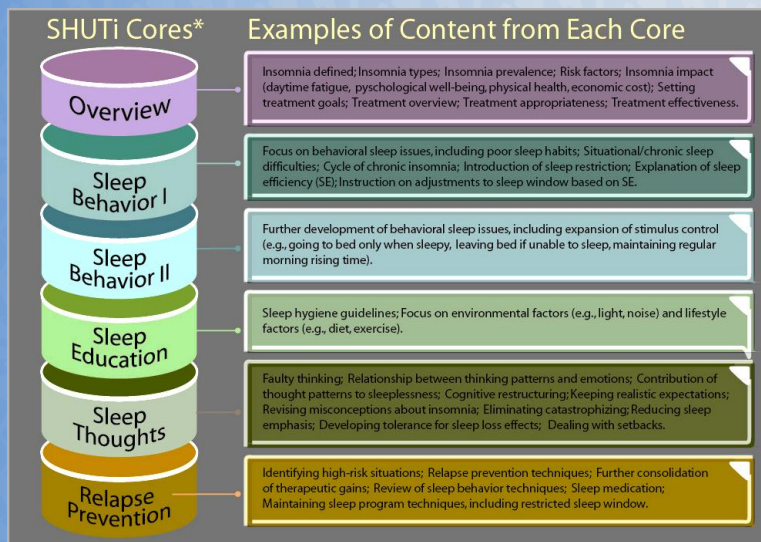 SHUTi Cores*
Examples of Content from Each Core
Overview
Insomnia defined; Insomnia types; Insomnia prevalence; Risk factors; Insomnia impact
(daytime fatigue, pyschological well-being, physical health, economic cost); Setting
treatment goals; Treatment overview; Treatment appropriateness; Treatment effectiveness.
Sleep
Behavior I
Focus on behavioral sleep issues, including poor sleep habits; Situational/chronic sleep
difficulties; Cycle of chronic insomnia; Introduction of sleep restriction; Explanation of sleep
efficiency (SE); Instruction on adjustments to sleep window based on SE.
Sleep
Behavior II
Further development of behavioral sleep issues, including expansion of stimulus control
(e.g., going to bed only when sleepy, leaving bed if unable to sleep, maintaining regular
morning rising time).
Sleep
Education
Sleep hygiene guidelines; Focus on environmental factors (e.g., light, noise) and lifestyle
factors (e.g., diet, exercise).
Sleep
Thoughts
Faulty thinking; Relationship between thinking patterns and emotions; Contribution of
thought patterns to sleeplessness; Cognitive restructuring; Keeping realistic expectations;
Revising misconceptions about insomnia; Eliminating catastrophizing; Reducing sleep
emphasis; Developing tolerance for sleep loss effects; Dealing with setbacks.
Relapse
Prevention
Identifying high-risk situations; Relapse prevention techniques; Further consolidation
of therapeutic gains; Review of sleep behavior techniques; Sleep medication;
Maintaining sleep program techniques, including restricted sleep window.